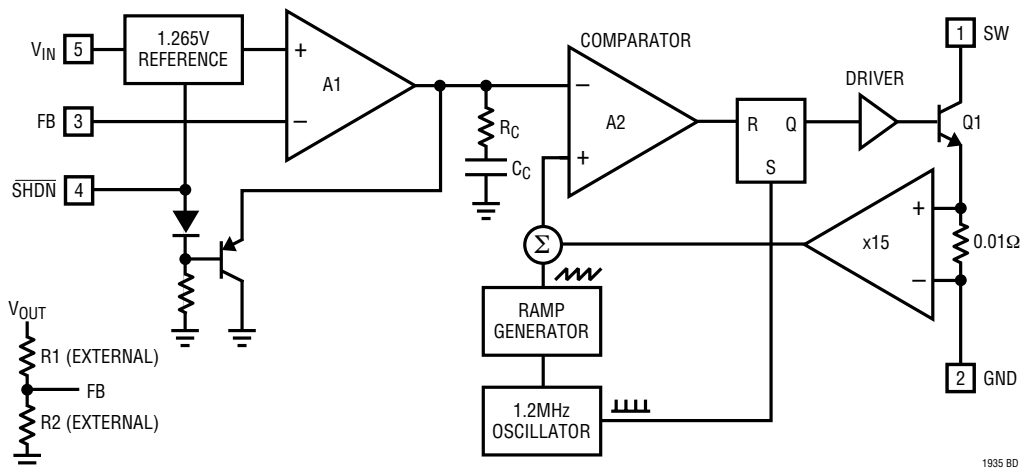 V_IN 5
1.265V
REFERENCE
+
−
A1
FB 3
SHDN 4
R_C
C_C
COMPARATOR
−
+
A2
R Q
S
DRIVER
1 SW
Q1
+
−
x15
0.01Ω
2 GND
Σ
RAMP
GENERATOR
1.2MHz
OSCILLATOR
V_OUT
R1 (EXTERNAL)
FB
R2 (EXTERNAL)
1935 BD